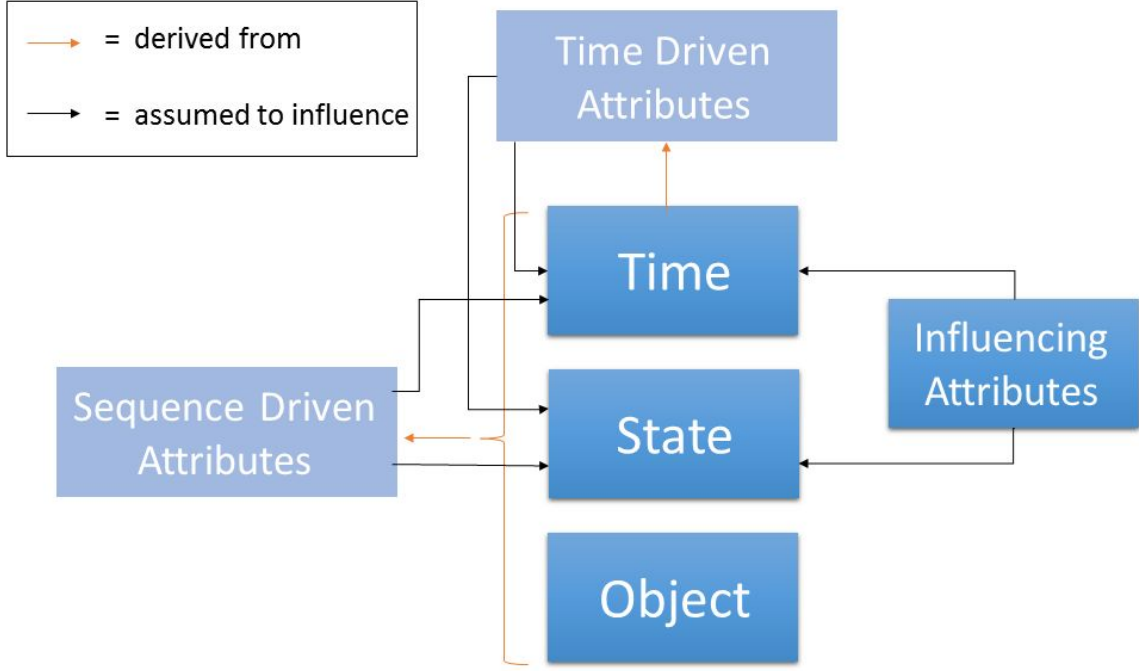 = derived from
= assumed to influence
Time Driven
Attributes
Time
Influencing
Attributes
Sequence Driven
Attributes
State
Object